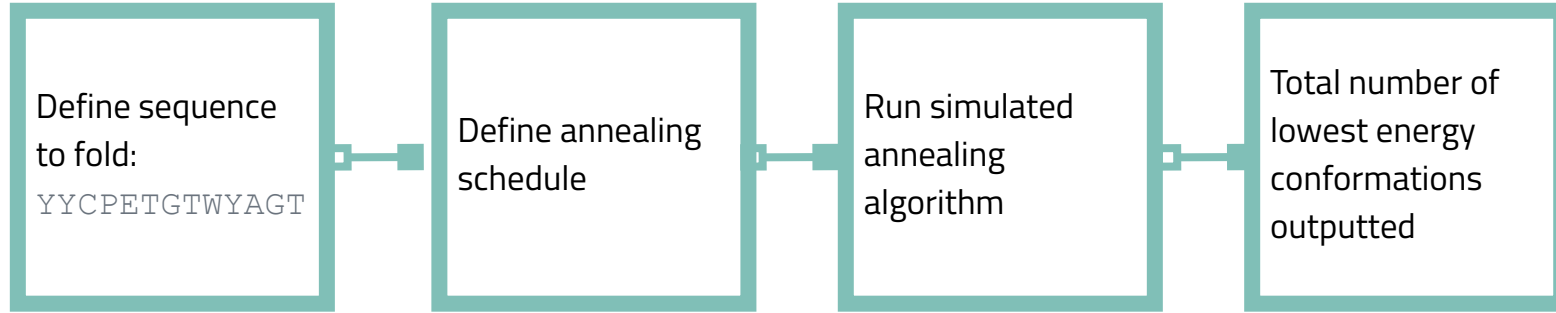 Define sequence
to fold:
YYCPETGTWYAGT
Define annealing
schedule
Run simulated
annealing
algorithm
Total number of
lowest energy
conformations
outputted